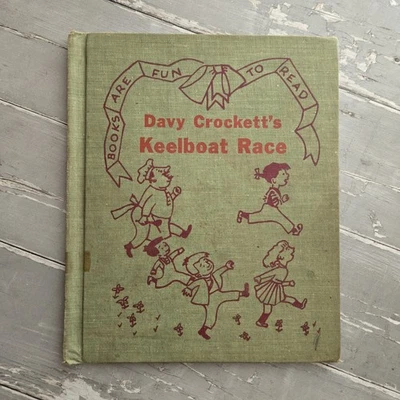 BOOKS ARE FUN TO READ
Davy Crockett's
Keelboat Race